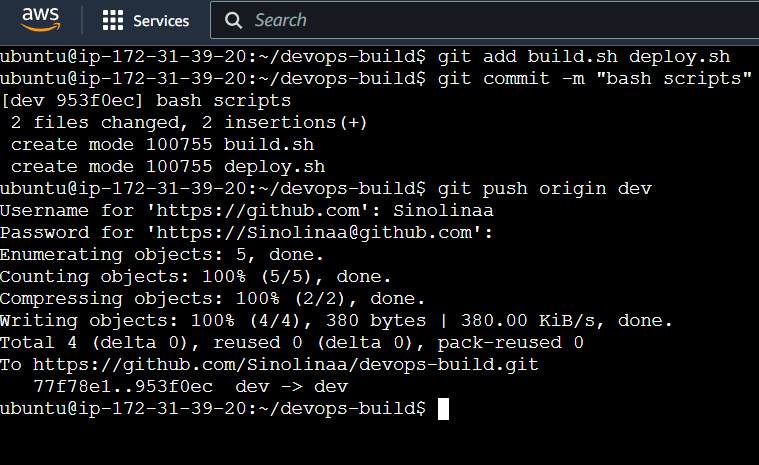 aws
Services
Search
ubuntu@ip-172-31-39-20:~/devops-build$ git add build.sh deploy.sh
ubuntu@ip-172-31-39-20:~/devops-build$ git commit -m "bash scripts"
[dev 953f0ec] bash scripts
 2 files changed, 2 insertions(+)
 create mode 100755 build.sh
 create mode 100755 deploy.sh
ubuntu@ip-172-31-39-20:~/devops-build$ git push origin dev
Username for 'https://github.com': Sinolinaa
Password for 'https://Sinolinaa@github.com':
Enumerating objects: 5, done.
Counting objects: 100% (5/5), done.
Compressing objects: 100% (2/2), done.
Writing objects: 100% (4/4), 380 bytes | 380.00 KiB/s, done.
Total 4 (delta 0), reused 0 (delta 0), pack-reused 0
To https://github.com/Sinolinaa/devops-build.git
   77f78e1..953f0ec  dev -> dev
ubuntu@ip-172-31-39-20:~/devops-build$